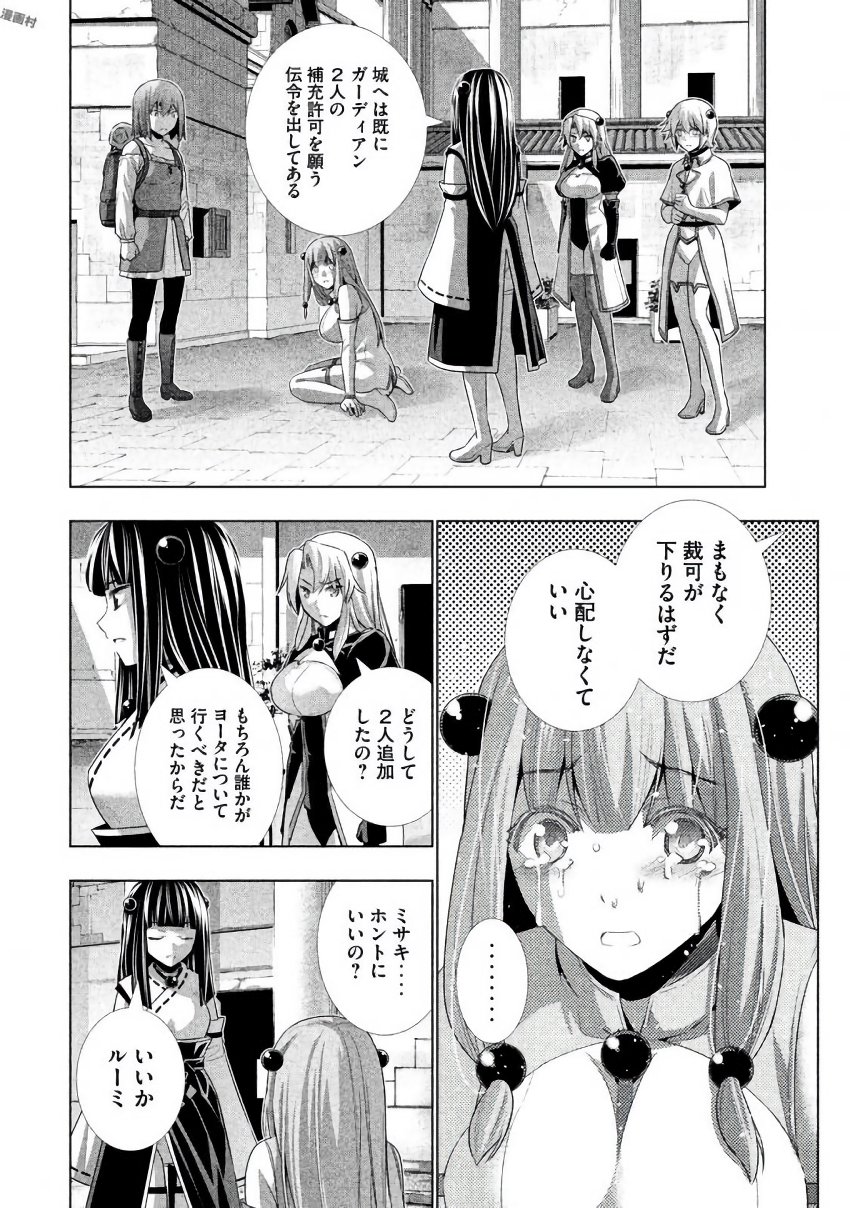 漫画村
城へは既に
ガーディアン
2人の
補充許可を願う
伝令を出してある
まもなく
裁可が
下りるはずだ
心配しなくて
いい
‥‥‥‥
どうして
2人追加
したの?
もちろん誰かが
ヨータについて
行くべきだと
思ったからだ
ミサキ‥‥
ホントに
いいの?
いいか
ルーミ